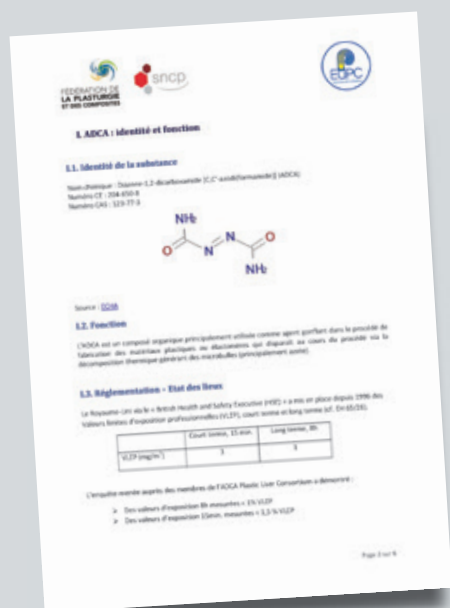 FÉDÉRATION DE
LA PLASTURGIE
ET DES COMPOSITES
sncp
EUPC
I. ADCA : identité et fonction
I.1. Identité de la substance
Nom chimique : Diazene-1,2-dicarboxamide [C,C'-azodi(formamide)] (ADCA)
Numéro CE : 204-650-8
Numéro CAS : 123-77-3
NH₂
O
N
N
O
NH₂
Source : ECHA
I.2. Fonction
L'ADCA est un composé organique principalement utilisée comme agent gonflant dans le procédé de
fabrication des matériaux plastiques ou élastomères qui disparait au cours du procédé via la
décomposition thermique générant des microbulles (principalement azote).
I.3. Réglementation – Etat des lieux
Le Royaume-Uni via le « British Health and Safety Executive (HSE) » a mis en place depuis 1996 des
Valeurs limites d'exposition professionnelles (VLEP), court terme et long terme (cf.
Court terme, 15 min. Long terme, 8h
VLEP (mg/m³) 3 3
L'enquête menée auprès des membres de l'ADCA Plastic User Consortium a démontré :
➢ Des valeurs d'exposition 8h mesurées < 1% VLEP
➢ Des valeurs d'exposition 15min. mesurées < 1,5 % VLEP
Page 3 sur 6